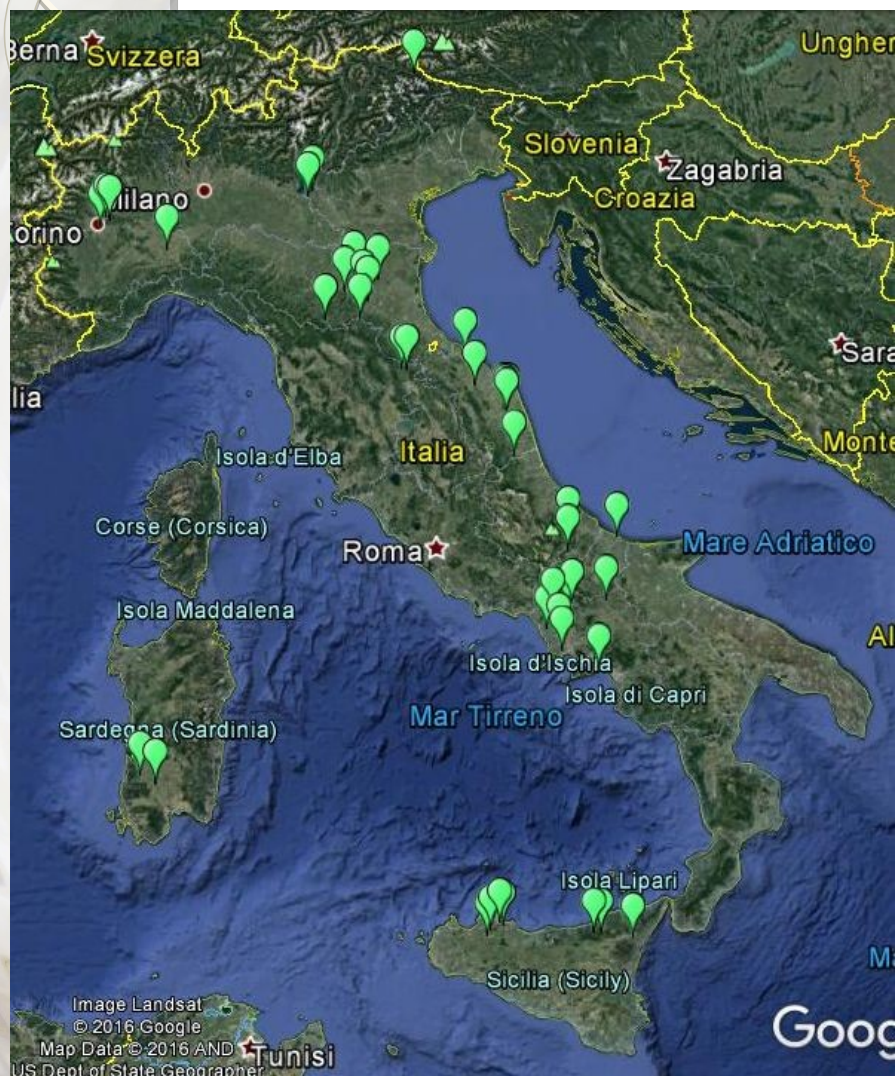 Berna
Svizzera
Ungher
Slovenia
Zagabria
Croazia
Milano
Torino
Sara
lia
Isola d'Elba
Italia
Monte
Corse (Corsica)
Roma
Mare Adriatico
Isola Maddalena
Al
Isola d'Ischia
Isola di Capri
Mar Tirreno
Sardegna (Sardinia)
Isola Lipari
Ma
Sicilia (Sicily)
Image Landsat
© 2016 Google
Map Data © 2016 AND
US Dept of State Geographer
Tunisi
Goog